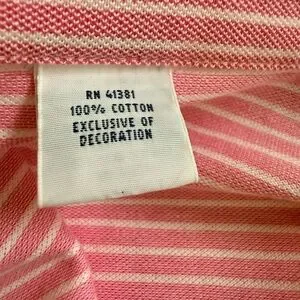 RN 41381
100% COTTON
EXCLUSIVE OF
DECORATION